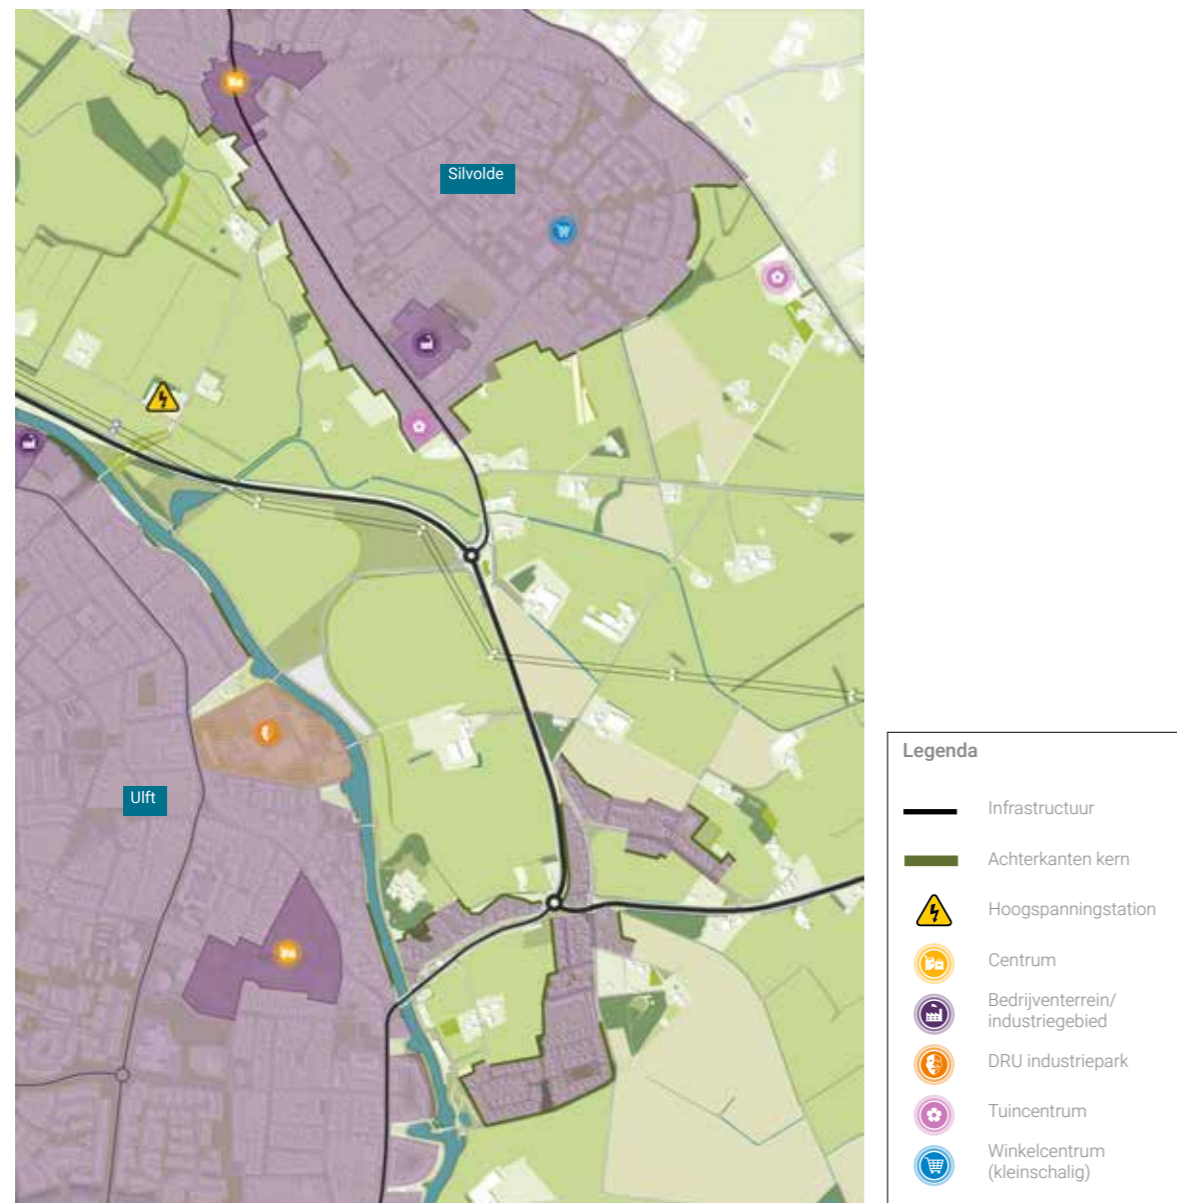 Silvolde
Ulft
Legenda
Infrastructuur
Achterkanten kern
Hoogspanningstation
Centrum
Bedrijventerrein/
industriegebied
DRU industriepark
Tuincentrum
Winkelcentrum
(kleinschalig)